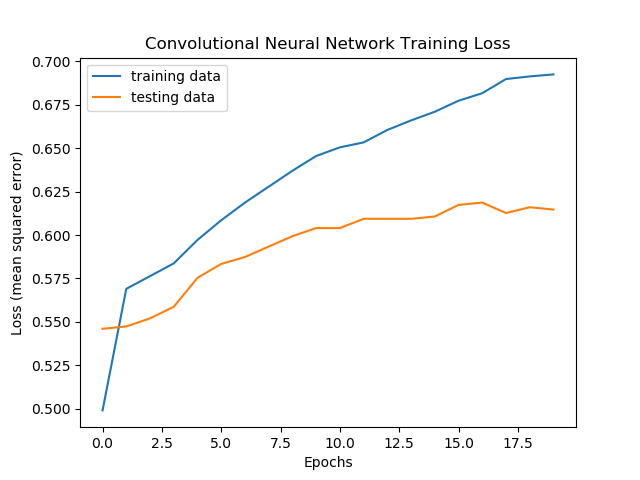 Convolutional Neural Network Training Loss
training data
testing data
0.700
0.675
0.650
0.625
0.600
0.575
0.550
0.525
0.500
Loss (mean squared error)
0.0 2.5 5.0 7.5 10.0 12.5 15.0 17.5
Epochs